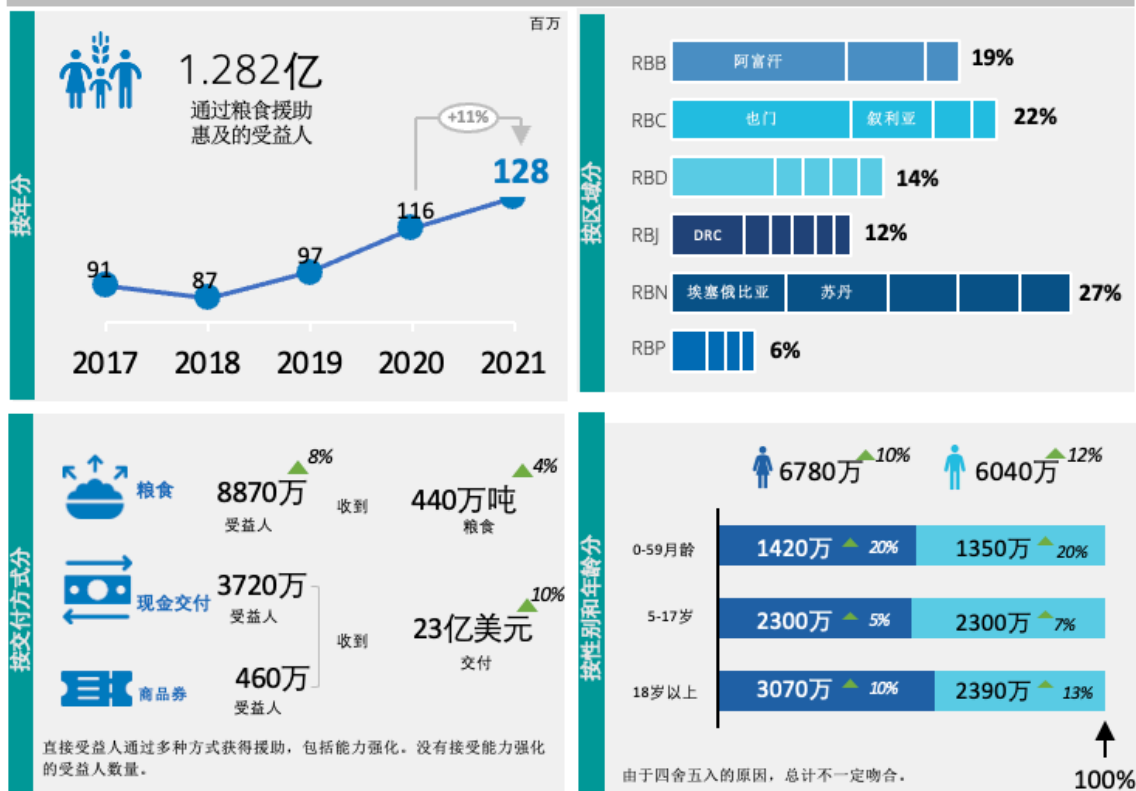 按年分
百万
1.282亿
通过粮食援助
惠及的受益人
+11%
128
116
97
91
87
2017 2018 2019 2020 2021
按区域分
RBB 阿富汗 19%
RBC 也门 叙利亚 22%
RBD 14%
RBJ DRC 12%
RBN 埃塞俄比亚 苏丹 27%
RBP 6%
按交付方式分
粮食 8870万 8% 收到 440万吨 4%
受益人 粮食
现金交付 3720万
受益人
收到 23亿美元 10%
交付
商品券 460万
受益人
直接受益人通过多种方式获得援助，包括能力强化。没有接受能力强化
的受益人数量。
按性别和年龄分
6780万 10% 6040万 12%
0-59月龄 1420万 20% 1350万 20%
5-17岁 2300万 5% 2300万 7%
18岁以上 3070万 10% 2390万 13%
由于四舍五入的原因，总计不一定吻合。
100%